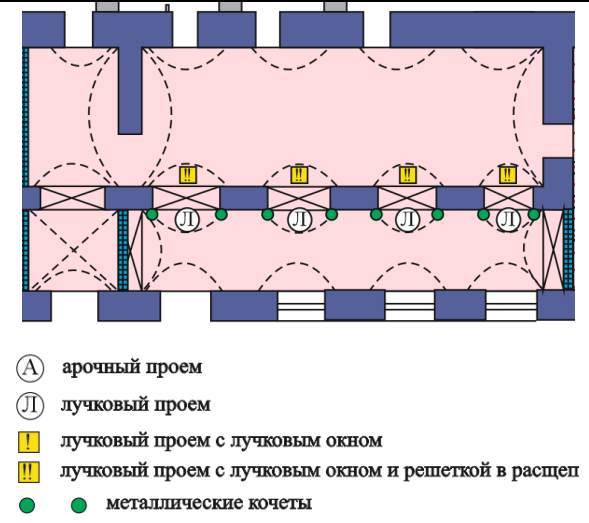 !! !! !! !!
Л Л Л Л
А арочный проем
Л лучковый проем
! лучковый проем с лучковым окном
!! лучковый проем с лучковым окном и решеткой в расщеп
металлические кочеты